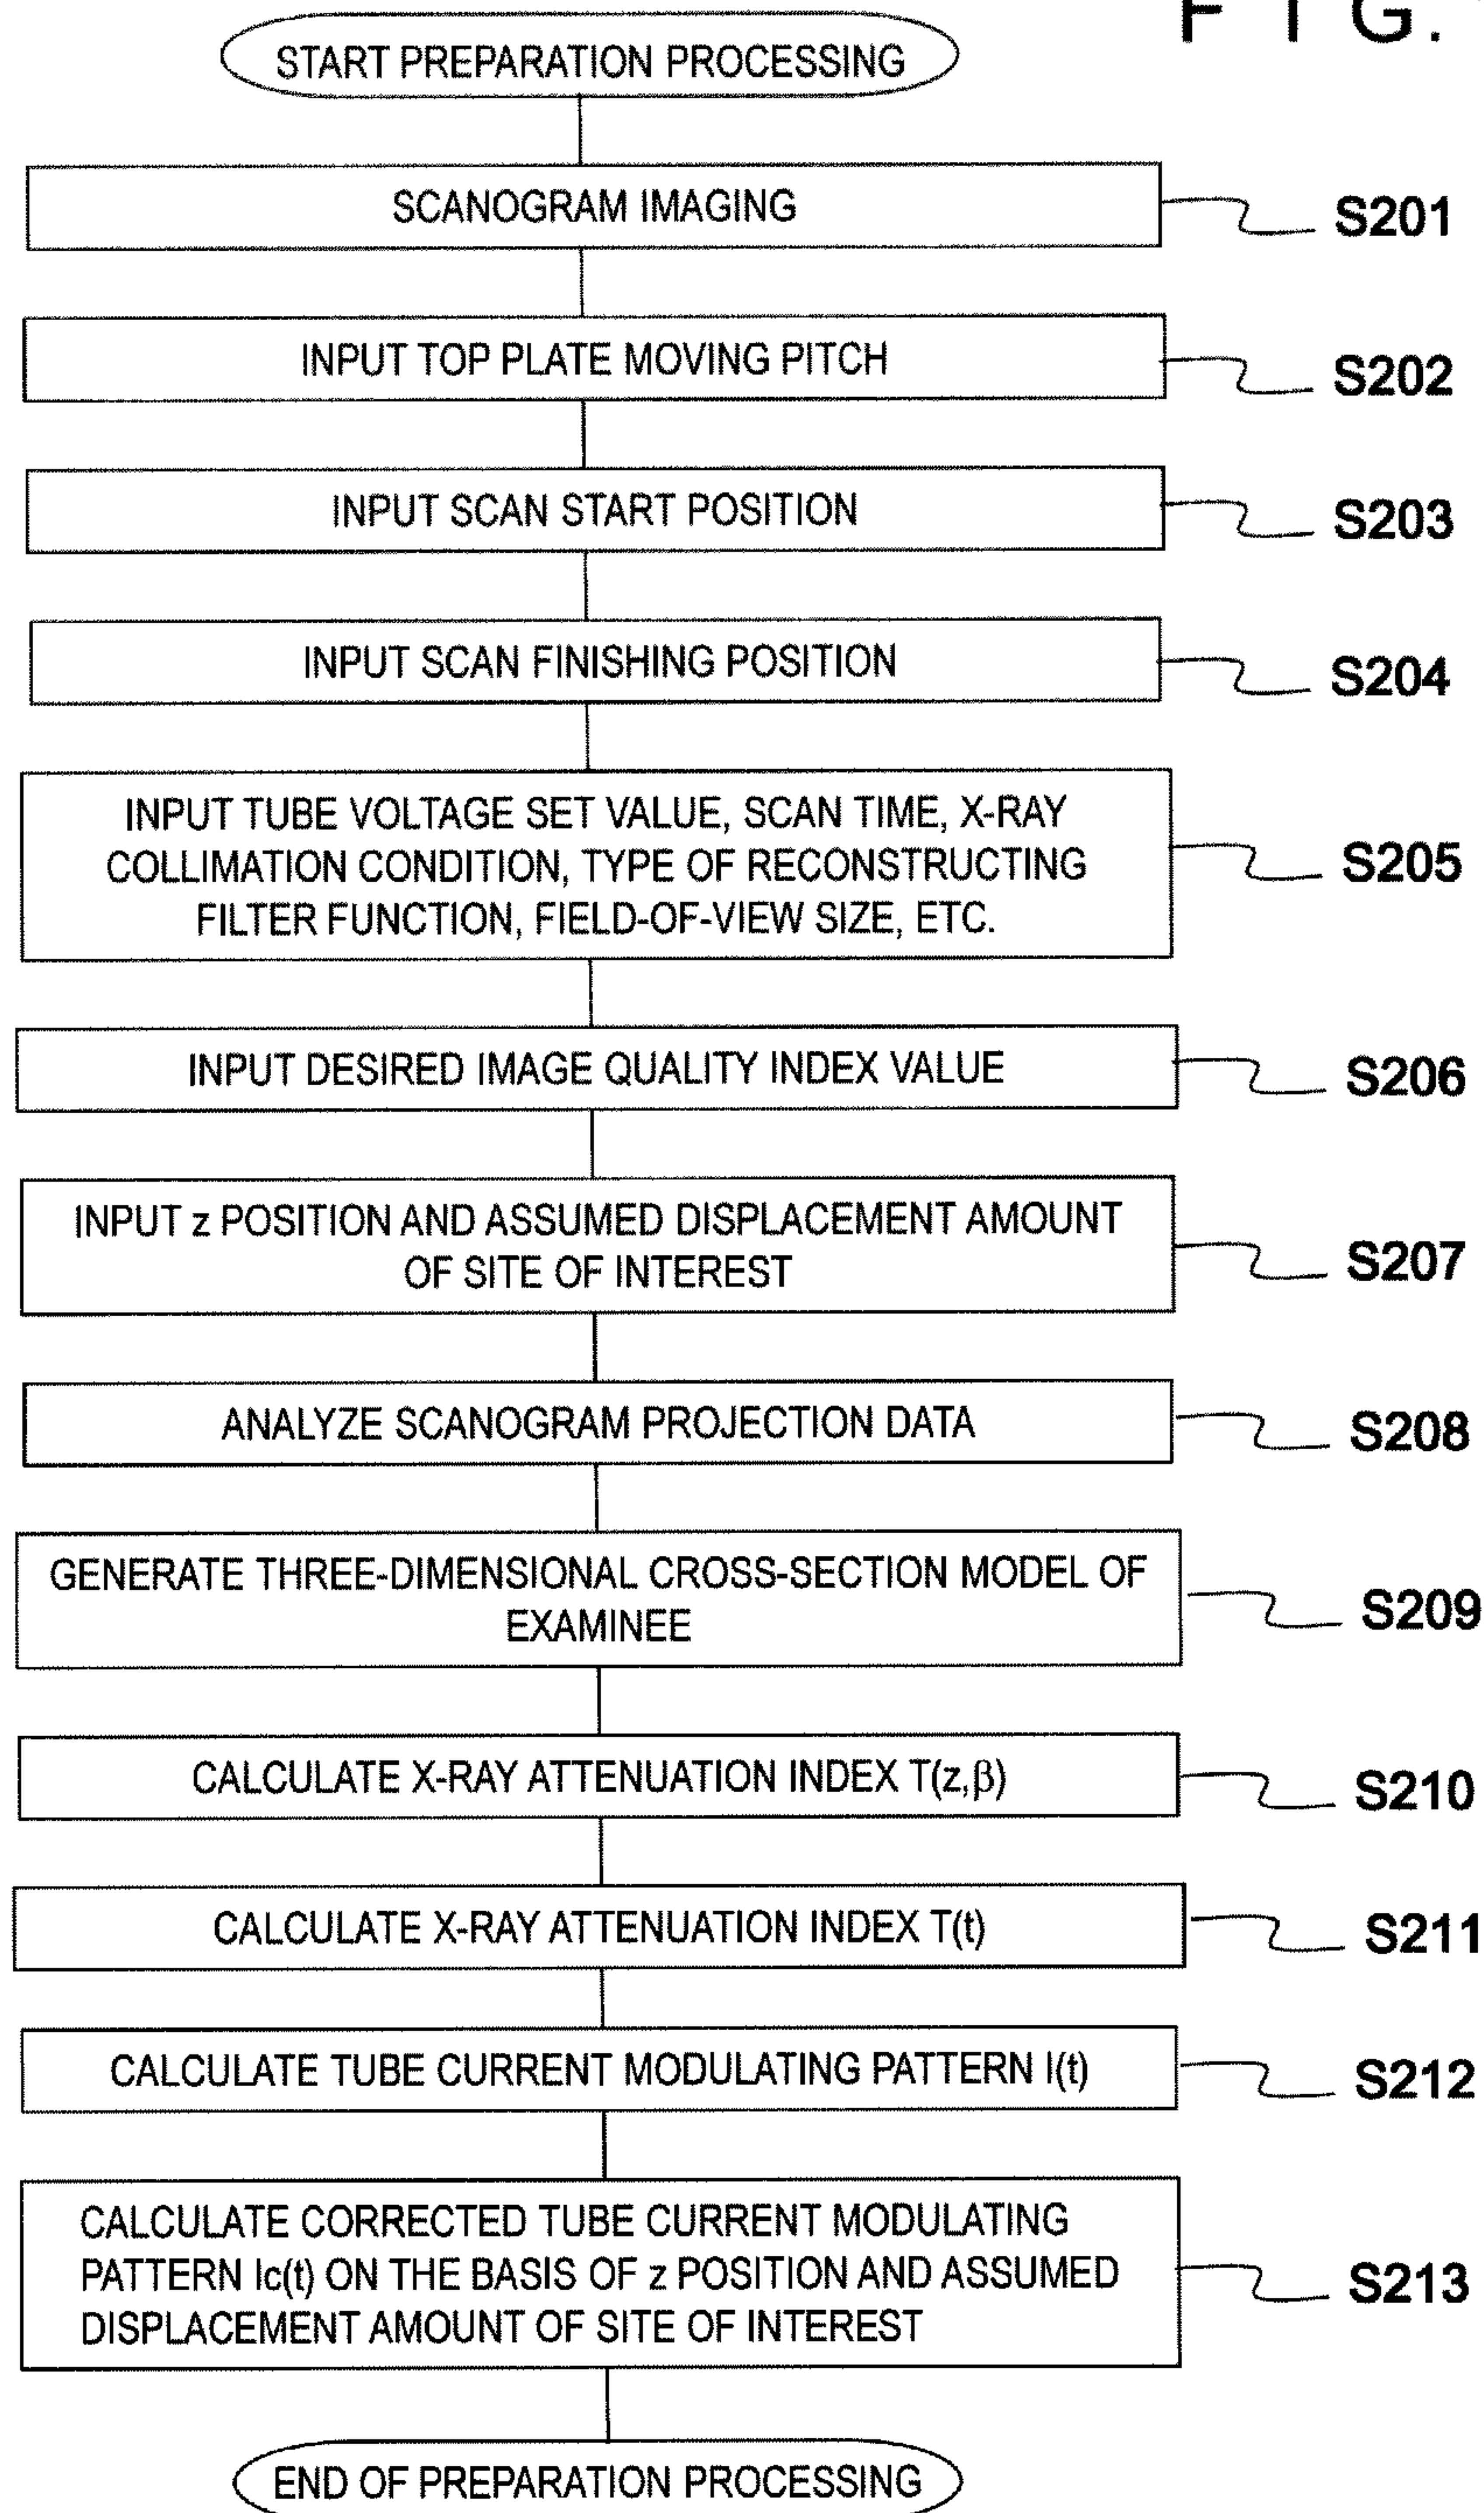 F I G.
START PREPARATION PROCESSING
SCANOGRAM IMAGING
S201
INPUT TOP PLATE MOVING PITCH
S202
INPUT SCAN START POSITION
S203
INPUT SCAN FINISHING POSITION
S204
INPUT TUBE VOLTAGE SET VALUE, SCAN TIME, X-RAY
COLLIMATION CONDITION, TYPE OF RECONSTRUCTING
FILTER FUNCTION, FIELD-OF-VIEW SIZE, ETC.
S205
INPUT DESIRED IMAGE QUALITY INDEX VALUE
S206
INPUT z POSITION AND ASSUMED DISPLACEMENT AMOUNT
OF SITE OF INTEREST
S207
ANALYZE SCANOGRAM PROJECTION DATA
S208
GENERATE THREE-DIMENSIONAL CROSS-SECTION MODEL OF
EXAMINEE
S209
CALCULATE X-RAY ATTENUATION INDEX T(z,β)
S210
CALCULATE X-RAY ATTENUATION INDEX T(t)
S211
CALCULATE TUBE CURRENT MODULATING PATTERN I(t)
S212
CALCULATE CORRECTED TUBE CURRENT MODULATING
PATTERN Ic(t) ON THE BASIS OF z POSITION AND ASSUMED
DISPLACEMENT AMOUNT OF SITE OF INTEREST
S213
END OF PREPARATION PROCESSING